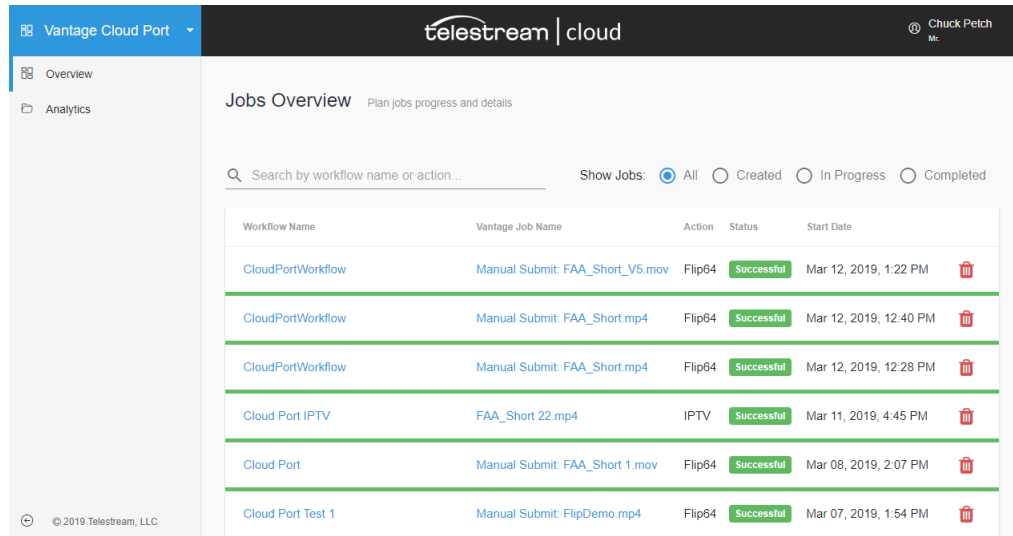 Vantage Cloud Port
telestream | cloud
Chuck Petch
Mr.
Overview
Analytics
Jobs Overview Plan jobs progress and details
Search by workflow name or action... Show Jobs: All Created In Progress Completed
Workflow Name Vantage Job Name Action Status Start Date
CloudPortWorkflow Manual Submit: FAA_Short_V5.mov Flip64 Successful Mar 12, 2019, 1:22 PM
CloudPortWorkflow Manual Submit: FAA_Short.mp4 Flip64 Successful Mar 12, 2019, 12:40 PM
CloudPortWorkflow Manual Submit: FAA_Short.mp4 Flip64 Successful Mar 12, 2019, 12:28 PM
Cloud Port IPTV FAA_Short 22.mp4 IPTV Successful Mar 11, 2019, 4:45 PM
Cloud Port Manual Submit: FAA_Short 1.mov Flip64 Successful Mar 08, 2019, 2:07 PM
Cloud Port Test 1 Manual Submit: FlipDemo.mp4 Flip64 Successful Mar 07, 2019, 1:54 PM
© 2019 Telestream, LLC